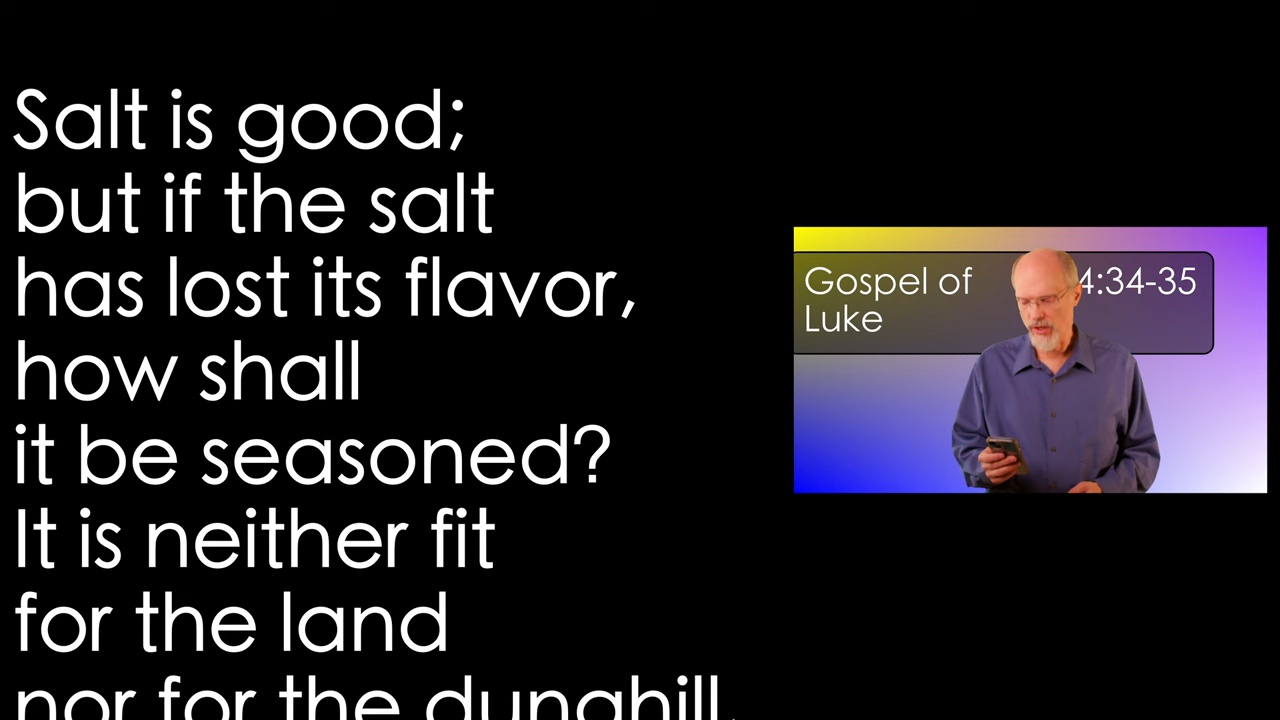 Salt is good;
but if the salt
has lost its flavor,
how shall
it be seasoned?
It is neither fit
for the land
nor for the dunghill,
Gospel of 4:34-35
Luke